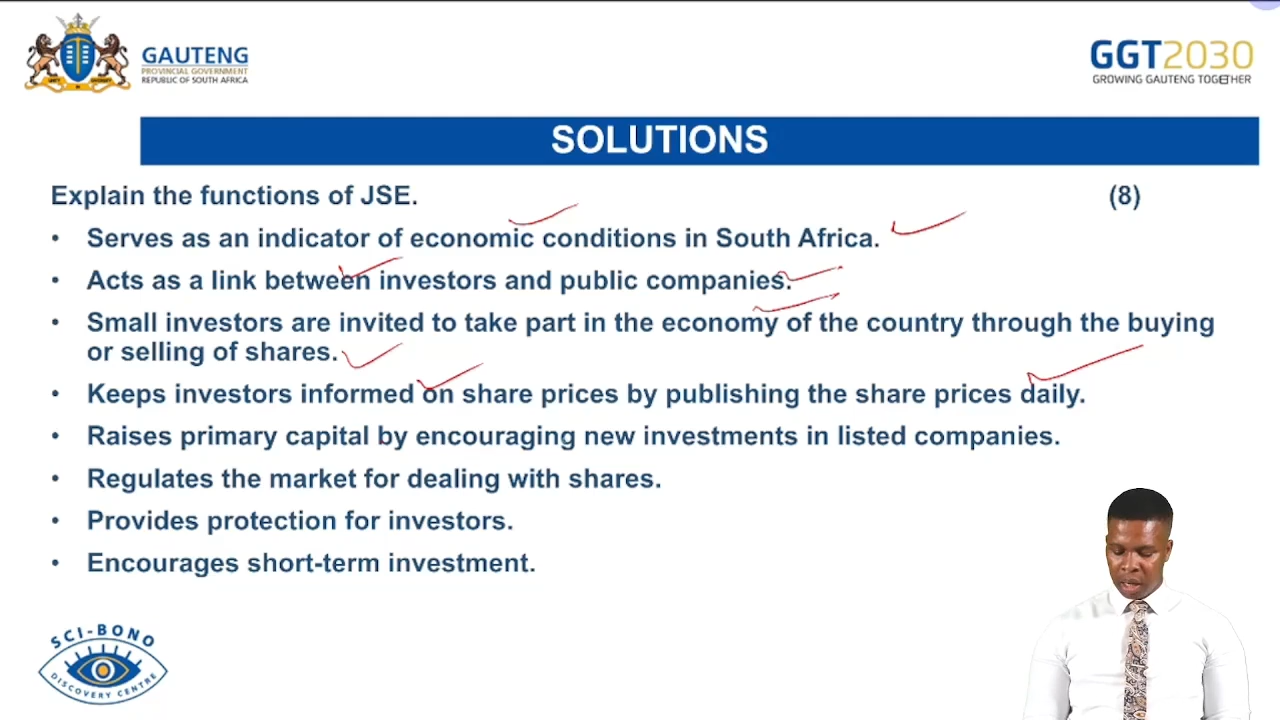 GAUTENG
PROVINCIAL GOVERNMENT
REPUBLIC OF SOUTH AFRICA
GGT2030
GROWING GAUTENG TOGETHER
SOLUTIONS
Explain the functions of JSE. (8)
• Serves as an indicator of economic conditions in South Africa.
• Acts as a link between investors and public companies.
• Small investors are invited to take part in the economy of the country through the buying
or selling of shares.
• Keeps investors informed on share prices by publishing the share prices daily.
• Raises primary capital by encouraging new investments in listed companies.
• Regulates the market for dealing with shares.
• Provides protection for investors.
• Encourages short-term investment.
SCI-BONO
DISCOVERY CENTRE